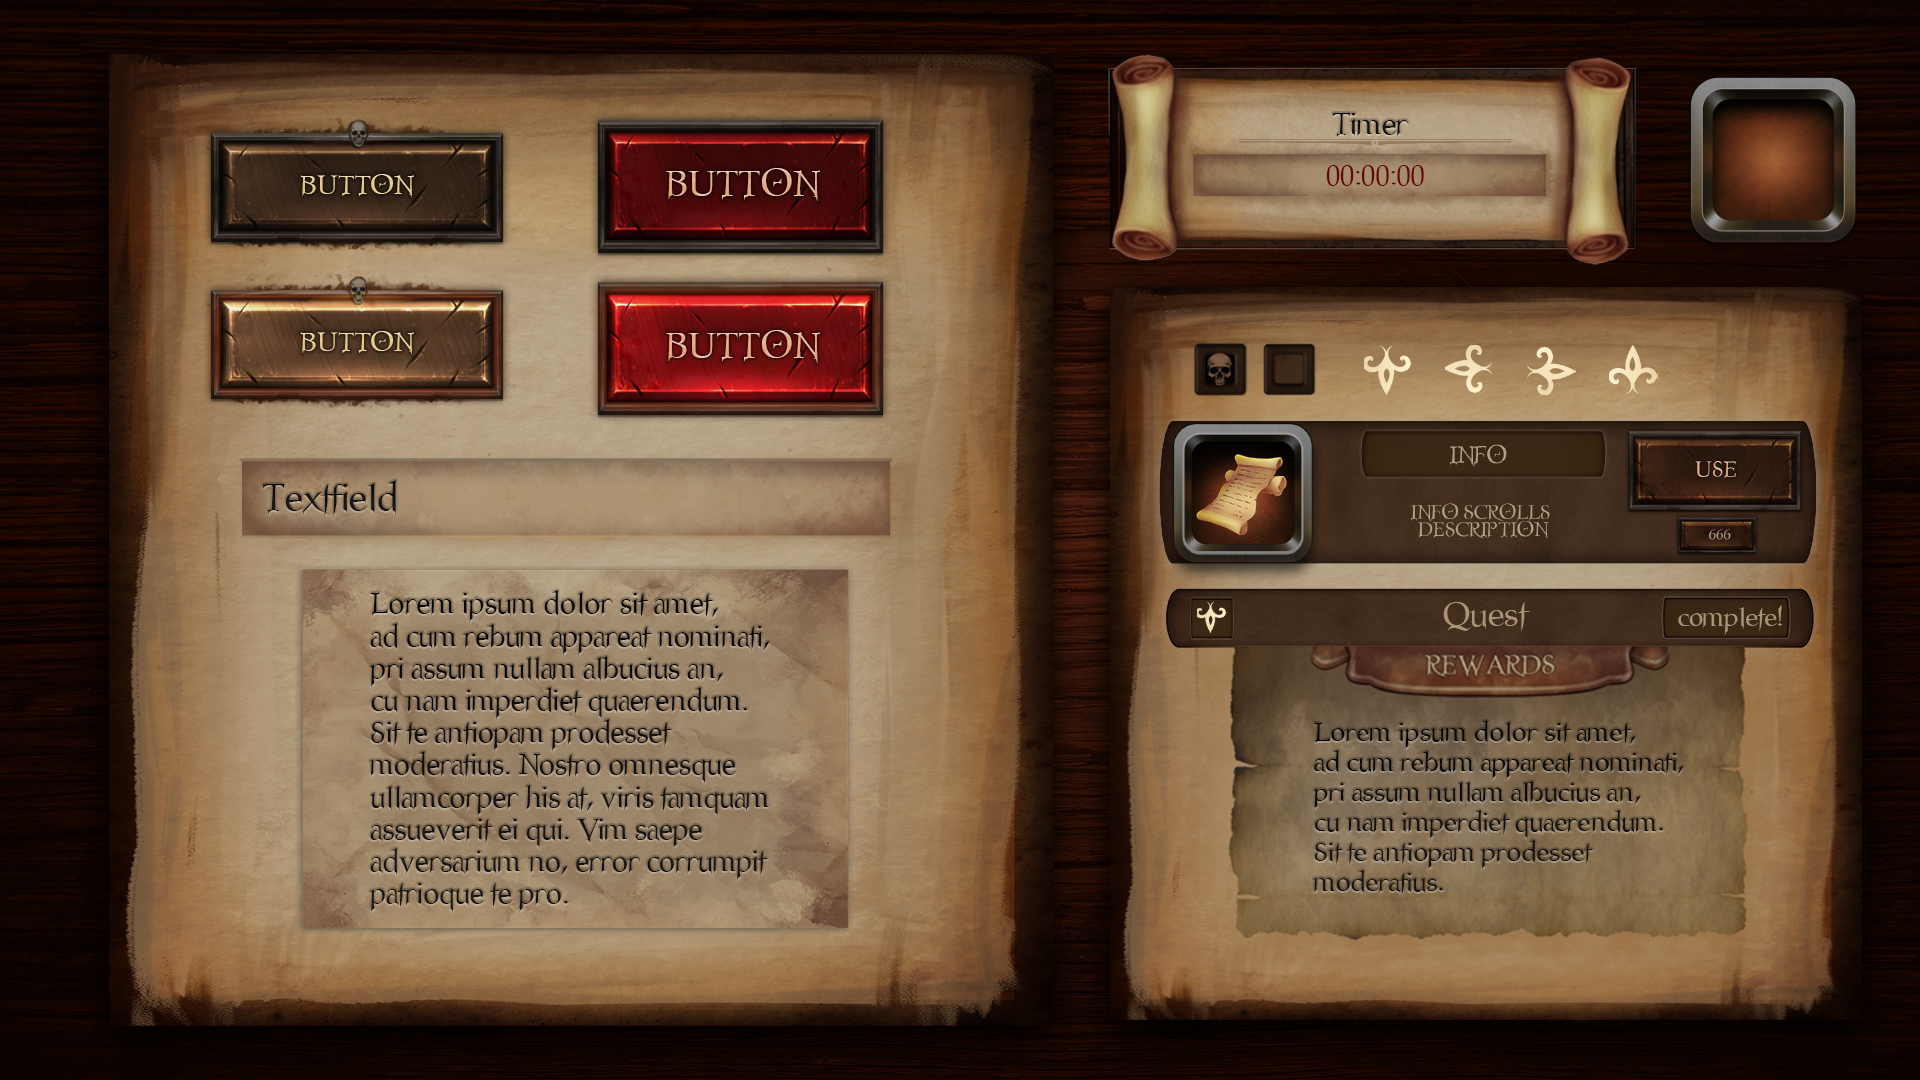 BUTTON
BUTTON
BUTTON
BUTTON
Textfield
Lorem ipsum dolor sit amet,
ad cum rebum appareat nominati,
pri assum nullam albucius an,
cu nam imperdiet quaerendum.
Sit te antiopam prodesset
moderatius. Nostro omnesque
ullamcorper his at, viris tamquam
assueverit ei qui. Vim saepe
adversarium no, error corrumpit
patrioque te pro.
Timer
00:00:00
INFO
INFO SCROLLS
DESCRIPTION
USE
666
Quest
complete!
REWARDS
Lorem ipsum dolor sit amet,
ad cum rebum appareat nominati,
pri assum nullam albucius an,
cu nam imperdiet quaerendum.
Sit te antiopam prodesset
moderatius.